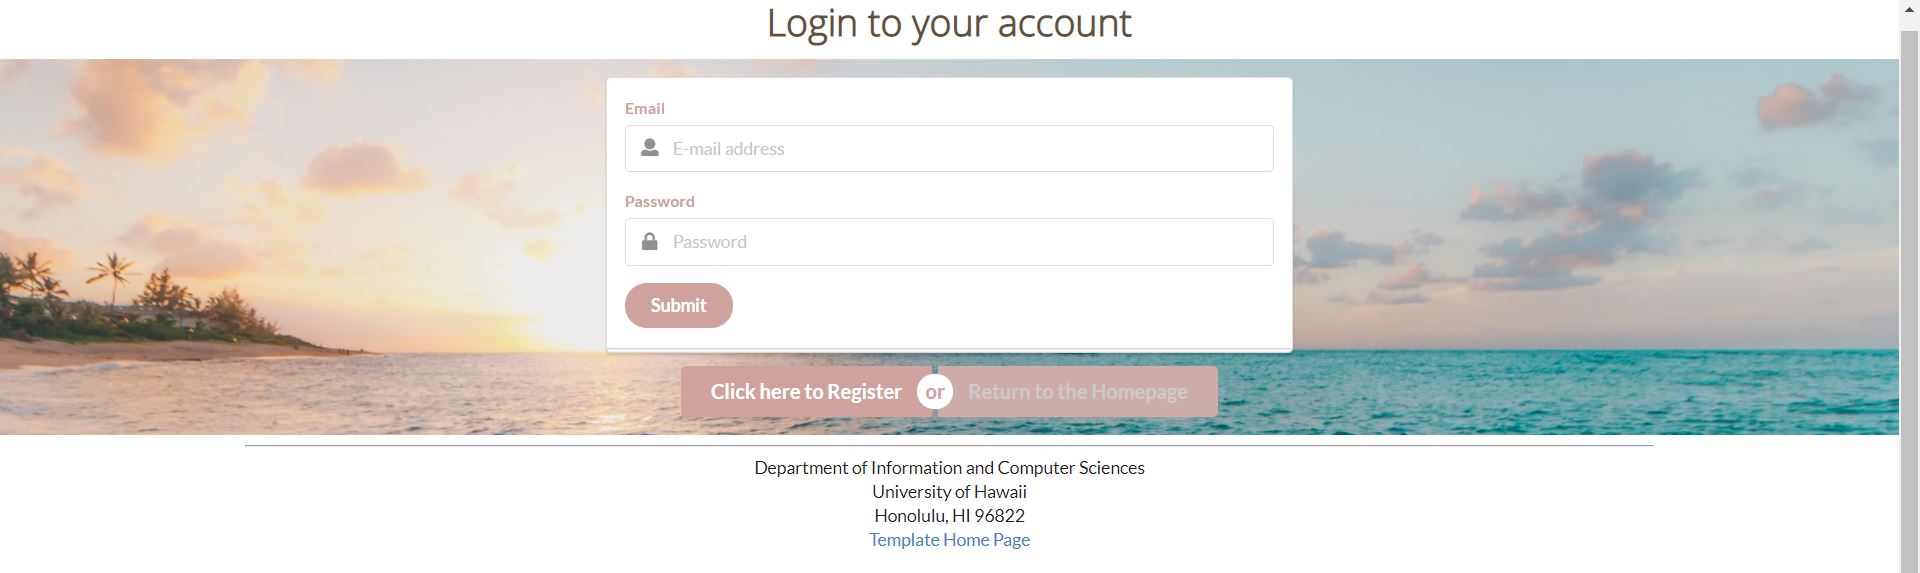 Login to your account
Email
E-mail address
Password
Password
Submit
Click here to Register or Return to the Homepage
Department of Information and Computer Sciences
University of Hawaii
Honolulu, HI 96822
Template Home Page